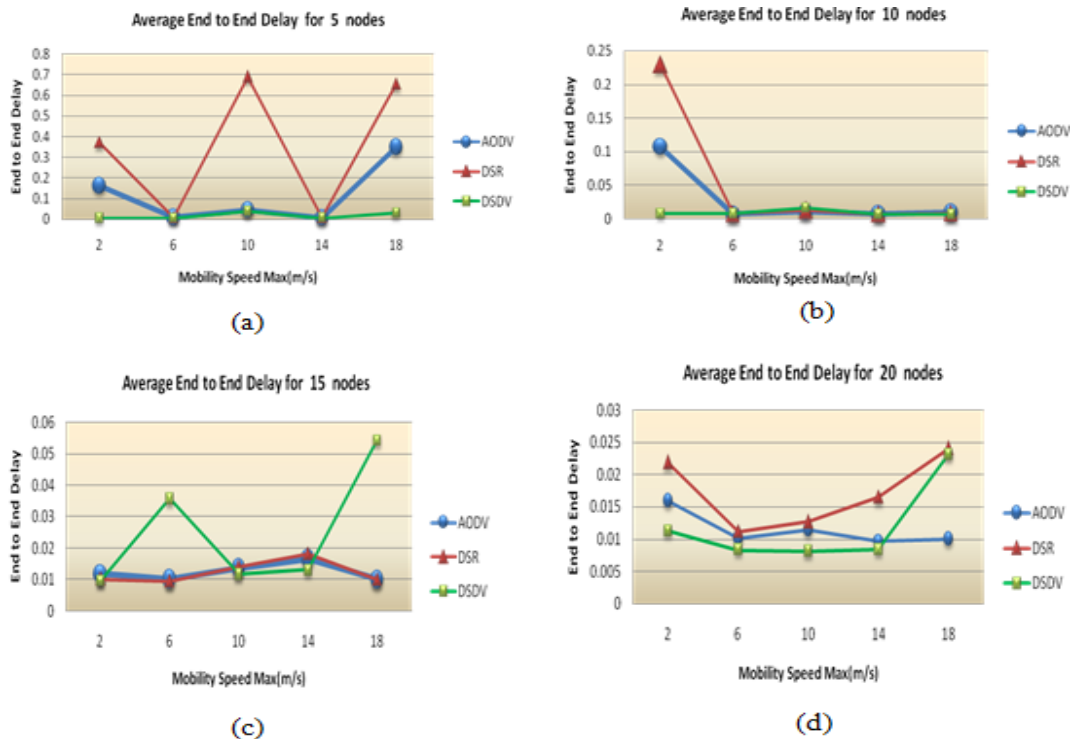 Average End to End Delay for 5 nodes
End to End Delay
0.8
0.7
0.6
0.5
0.4
0.3
0.2
0.1
0
2 6 10 14 18
Mobility Speed Max(m/s)
AODV
DSR
DSDV
(a)
Average End to End Delay for 10 nodes
End to End Delay
0.25
0.2
0.15
0.1
0.05
0
2 6 10 14 18
Mobility Speed Max(m/s)
AODV
DSR
DSDV
(b)
Average End to End Delay for 15 nodes
End to End Delay
0.06
0.05
0.04
0.03
0.02
0.01
0
2 6 10 14 18
Mobility Speed Max(m/s)
AODV
DSR
DSDV
(c)
Average End to End Delay for 20 nodes
End to End Delay
0.03
0.025
0.02
0.015
0.01
0.005
0
2 6 10 14 18
Mobility Speed Max(m/s)
AODV
DSR
DSDV
(d)